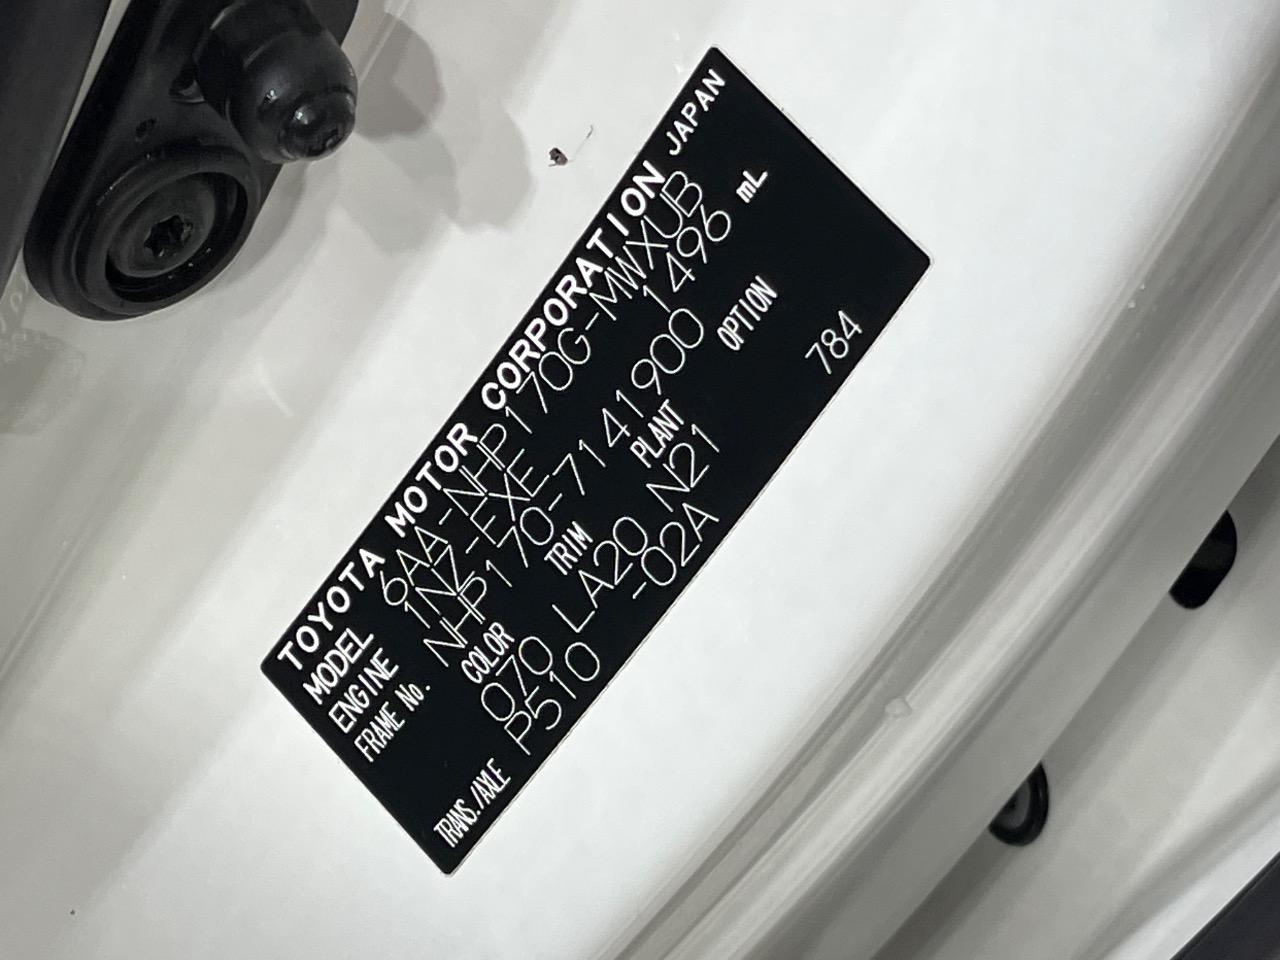 TOYOTA MOTOR CORPORATION JAPAN
MODEL 6AA-NHP170G-MWXUB
ENGINE 1NZ-EXE 1496 mL
FRAME No. NHP170-7141900
COLOR TRIM PLANT OPTION
070 LA20 N21
TRANS./AXLE P510 -02A 784